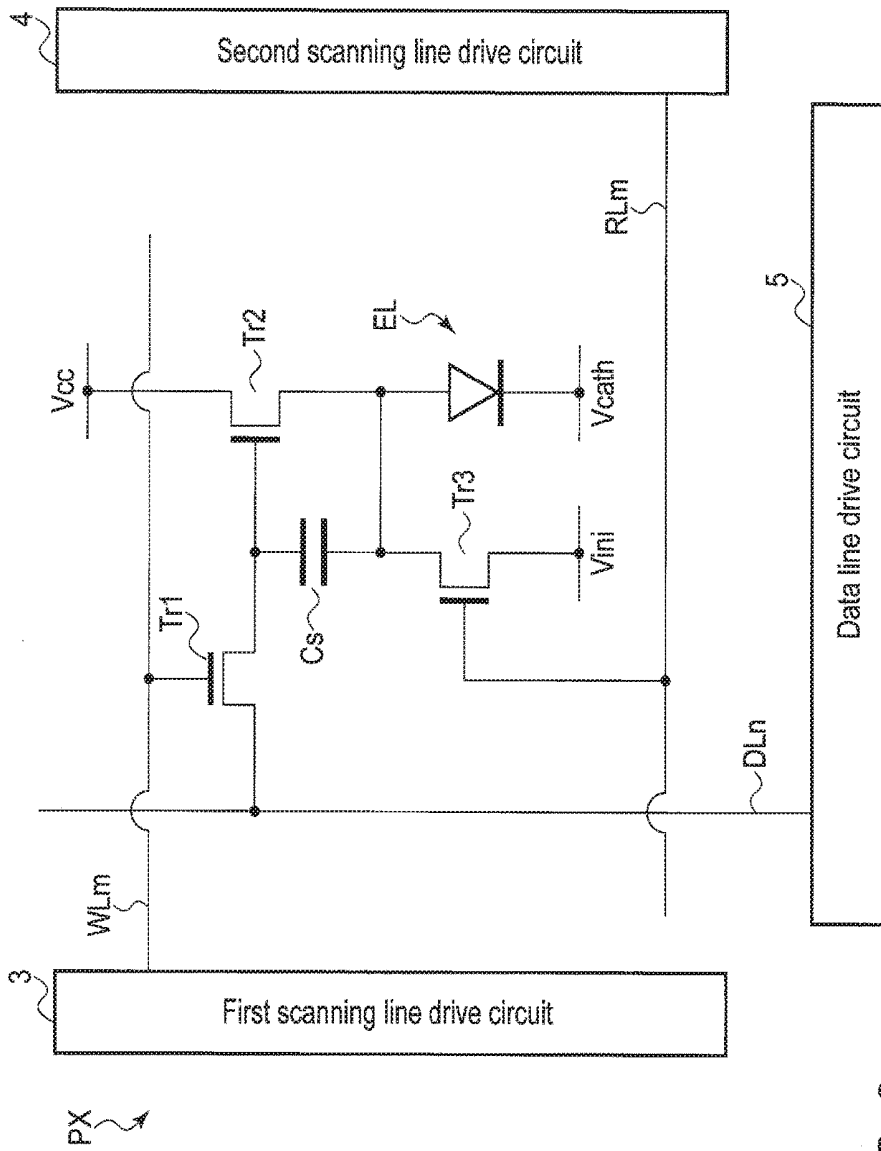 PX
3
First scanning line drive circuit
WLm
Tr1
Cs
Vcc
Tr2
EL
Tr3
Vini
Vcath
4
Second scanning line drive circuit
RLm
DLn
5
Data line drive circuit